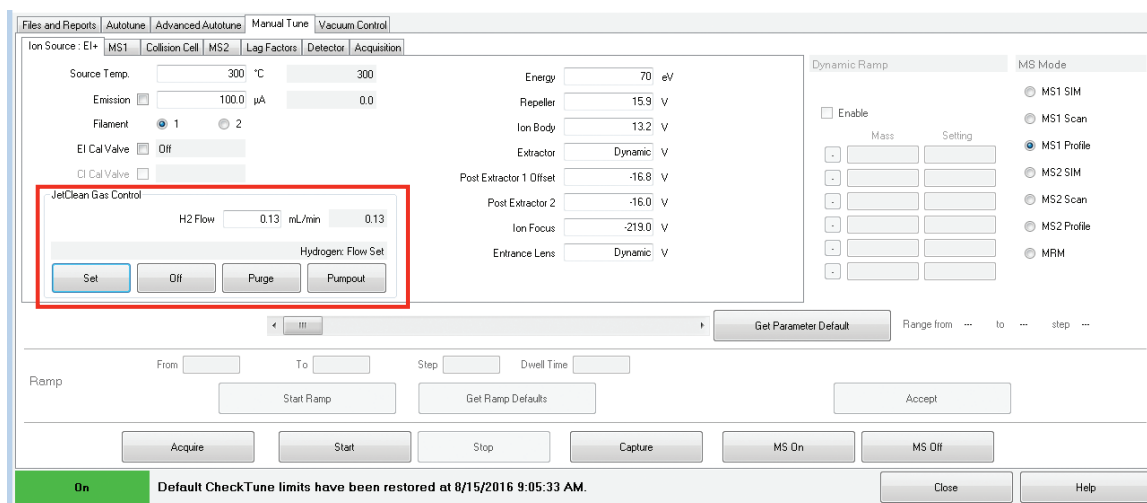 Files and Reports Autotune Advanced Autotune Manual Tune Vacuum Control
Ion Source : EI+ MS1 Collision Cell MS2 Lag Factors Detector Acquisition
Source Temp. 300 °C 300
Emission 100.0 µA 0.0
Filament 1 2
EI Cal Valve Off
CI Cal Valve
JetClean Gas Control
H2 Flow 0.13 mL/min 0.13
Hydrogen: Flow Set
Set Off Purge Pumpout
Energy 70 eV
Repeller 15.9 V
Ion Body 13.2 V
Extractor Dynamic V
Post Extractor 1 Offset -16.8 V
Post Extractor 2 -16.0 V
Ion Focus -219.0 V
Entrance Lens Dynamic V
Dynamic Ramp
Enable
Mass Setting
-
-
-
-
-
-
MS Mode
MS1 SIM
MS1 Scan
MS1 Profile
MS2 SIM
MS2 Scan
MS2 Profile
MRM
Get Parameter Default Range from --- to --- step ---
Ramp
From To Step Dwell Time
Start Ramp Get Ramp Defaults Accept
Acquire Start Stop Capture MS On MS Off
On Default CheckTune limits have been restored at 8/15/2016 9:05:33 AM. Close Help